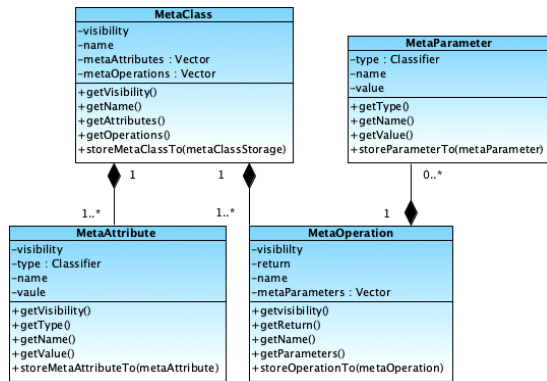 MetaClass
-visibility
-name
-metaAttributes : Vector
-metaOperations : Vector
+getVisibility()
+getName()
+getAttributes()
+getOperations()
+storeMetaClassTo(metaClassStorage)
MetaParameter
-type : Classifier
-name
-value
+getType()
+getName()
+getValue()
+storeParameterTo(metaParameter)
1
1
0..*
1..*
1..*
1
MetaAttribute
-visibility
-type : Classifier
-name
-vaule
+getVisibility()
+getType()
+getName()
+getValue()
+storeMetaAttributeTo(metaAttribute)
MetaOperation
-visiblilty
-return
-name
-metaParameters : Vector
+getvisibility()
+getReturn()
+getName()
+getParameters()
+storeOperationTo(metaOperation)